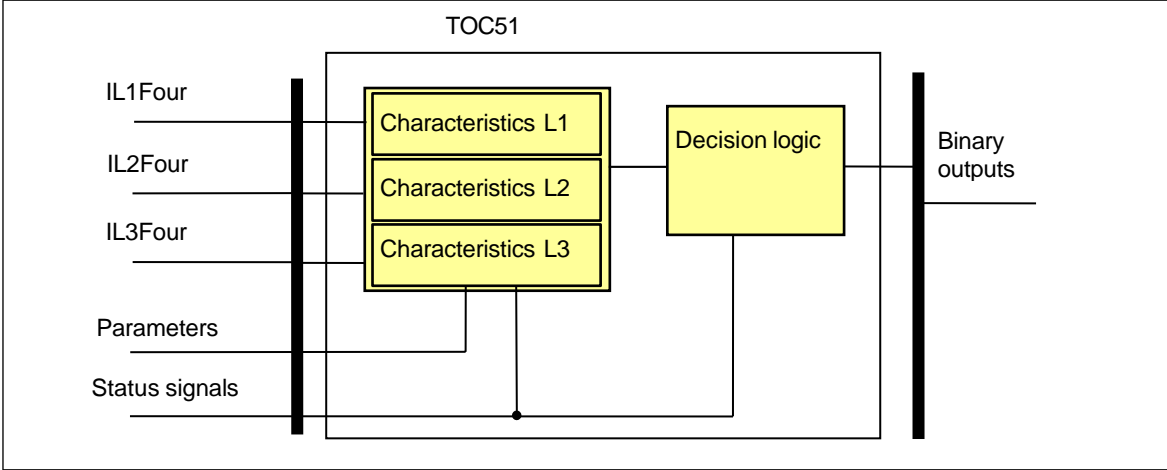 TOC51
IL1Four
Characteristics L1
Decision logic
Binary
outputs
IL2Four
Characteristics L2
IL3Four
Characteristics L3
Parameters
Status signals